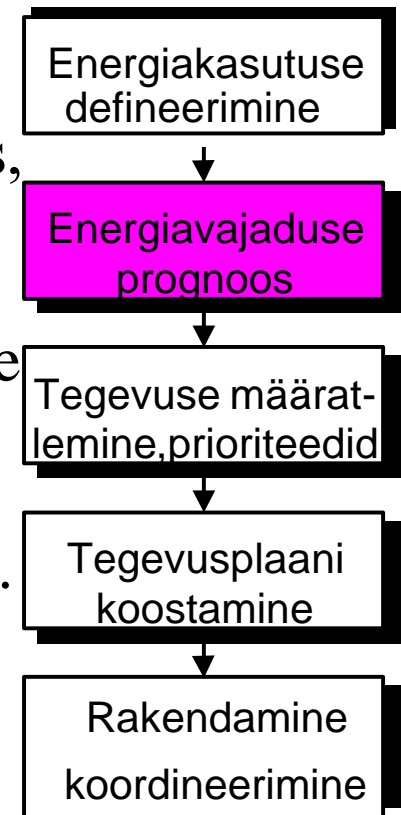 Energiakasutuse
defineerimine
s,
Energiavajaduse
prognoos
e
Tegevuse määrat-
lemine,prioriteedid
Tegevusplaani
.
koostamine
Rakendamine
koordineerimine